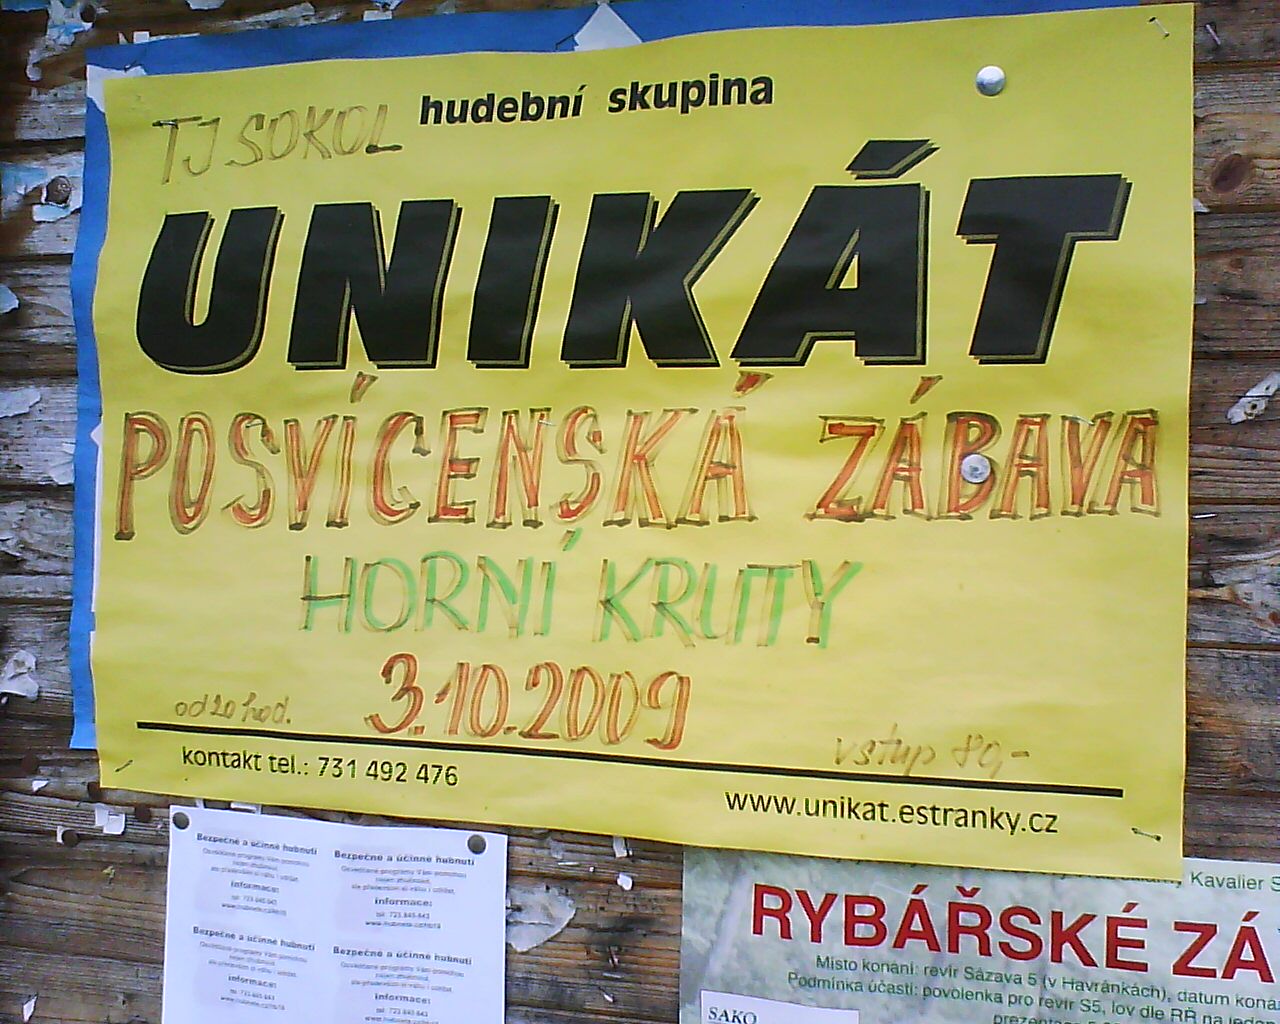 TJ SOKOL
hudební skupina
UNIKÁT
POSVÍCENSKÁ ZÁBAVA
HORNÍ KRUTY
od 20 hod.
3.10.2009
vstup 80,-
kontakt tel.: 731 492 476
www.unikat.estranky.cz
Bezpečné a účinné hubnutí
informace:
Bezpečné a účinné hubnutí
informace:
Bezpečné a účinné hubnutí
informace:
Bezpečné a účinné hubnutí
informace:
Kavalier S
RYBÁŘSKÉ ZÁ
Místo konání: revír Sázava 5 (v Havránkách), datum koná
Podmínka účasti: povolenka pro revír S5, lov dle RŘ na jeden
prezentac
SAKO